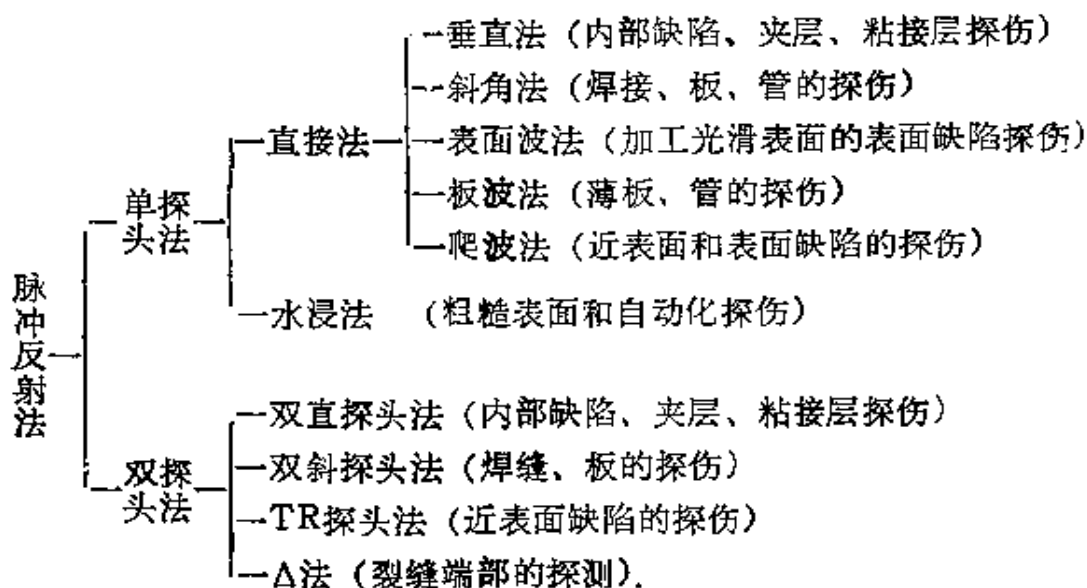 垂直法（内部缺陷、夹层、粘接层探伤）
斜角法（焊接、板、管的探伤）
直接法
表面波法（加工光滑表面的表面缺陷探伤）
单探头法
板波法（薄板、管的探伤）
爬波法（近表面和表面缺陷的探伤）
水浸法 （粗糙表面和自动化探伤）
脉冲反射法
双直探头法（内部缺陷、夹层、粘接层探伤）
双探头法
双斜探头法（焊缝、板的探伤）
TR探头法（近表面缺陷的探伤）
Δ法（裂缝端部的探测）.